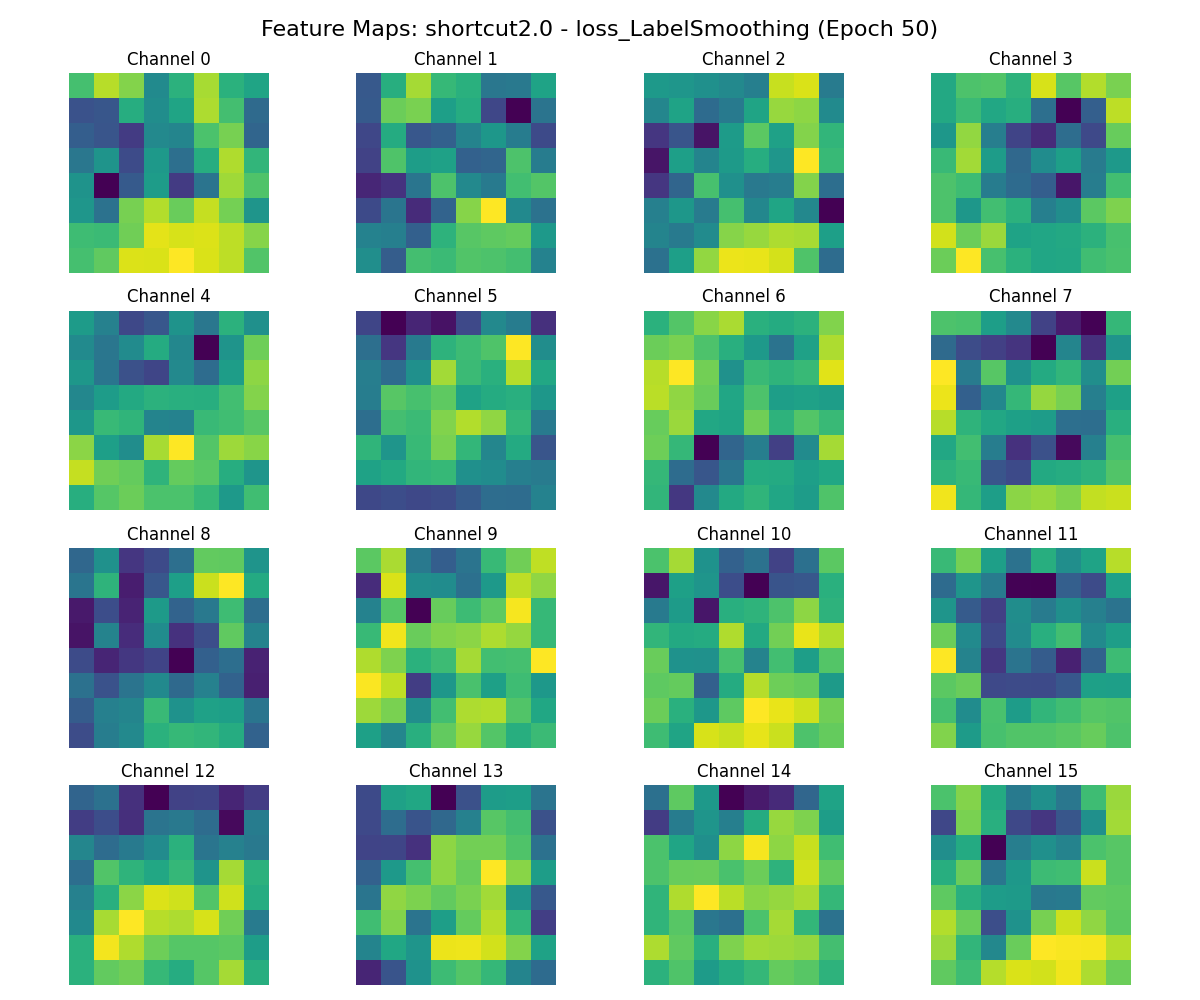 Feature Maps: shortcut2.0 - loss_LabelSmoothing (Epoch 50)
Channel 0
Channel 1
Channel 2
Channel 3
Channel 4
Channel 5
Channel 6
Channel 7
Channel 8
Channel 9
Channel 10
Channel 11
Channel 12
Channel 13
Channel 14
Channel 15